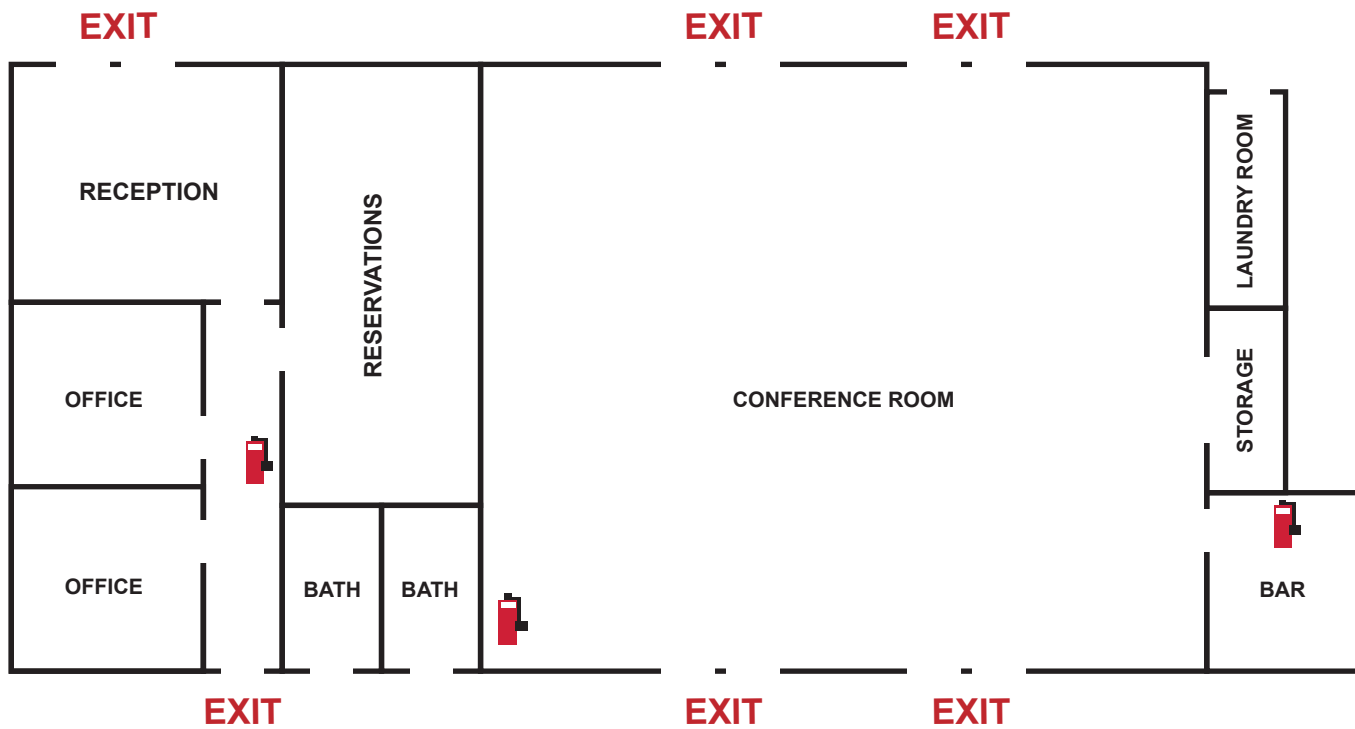 EXIT
EXIT
EXIT
RECEPTION
RESERVATIONS
LAUNDRY ROOM
OFFICE
CONFERENCE ROOM
STORAGE
OFFICE
BATH
BATH
BAR
EXIT
EXIT
EXIT